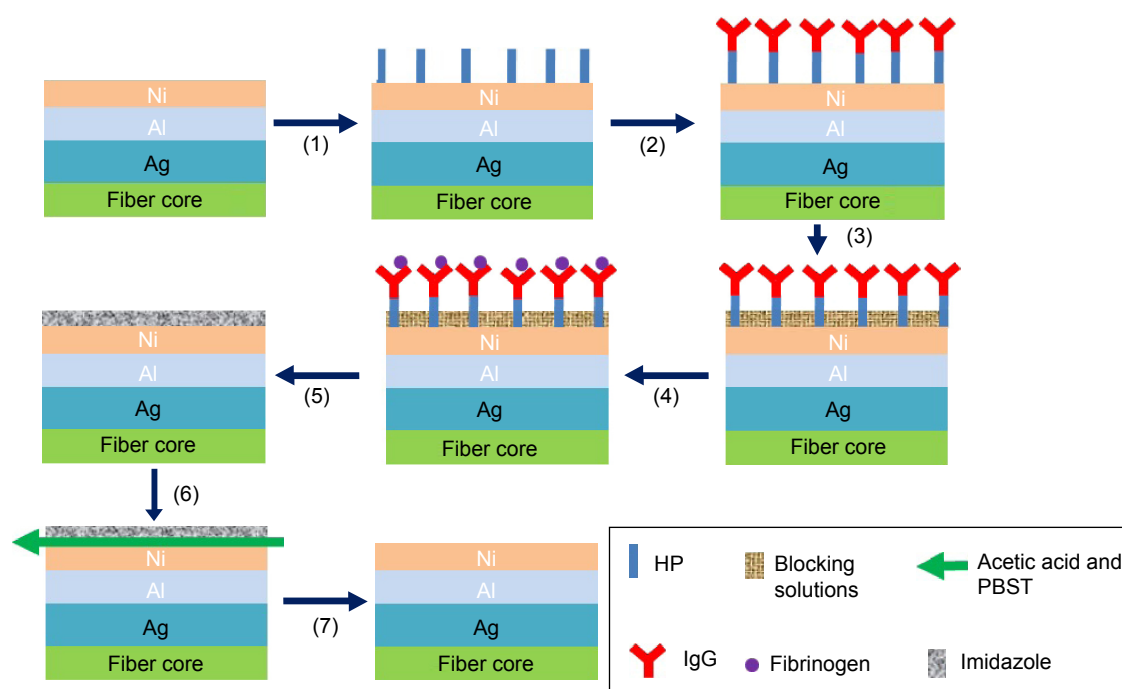 Ni
Al
Ag
Fiber core
(1)
Ni
Al
Ag
Fiber core
(2)
Ni
Al
Ag
Fiber core
(3)
Ni
Al
Ag
Fiber core
(4)
Ni
Al
Ag
Fiber core
(5)
Ni
Al
Ag
Fiber core
(6)
Ni
Al
Ag
Fiber core
(7)
Ni
Al
Ag
Fiber core
HP
Blocking
solutions
Acetic acid and
PBST
IgG
Fibrinogen
Imidazole